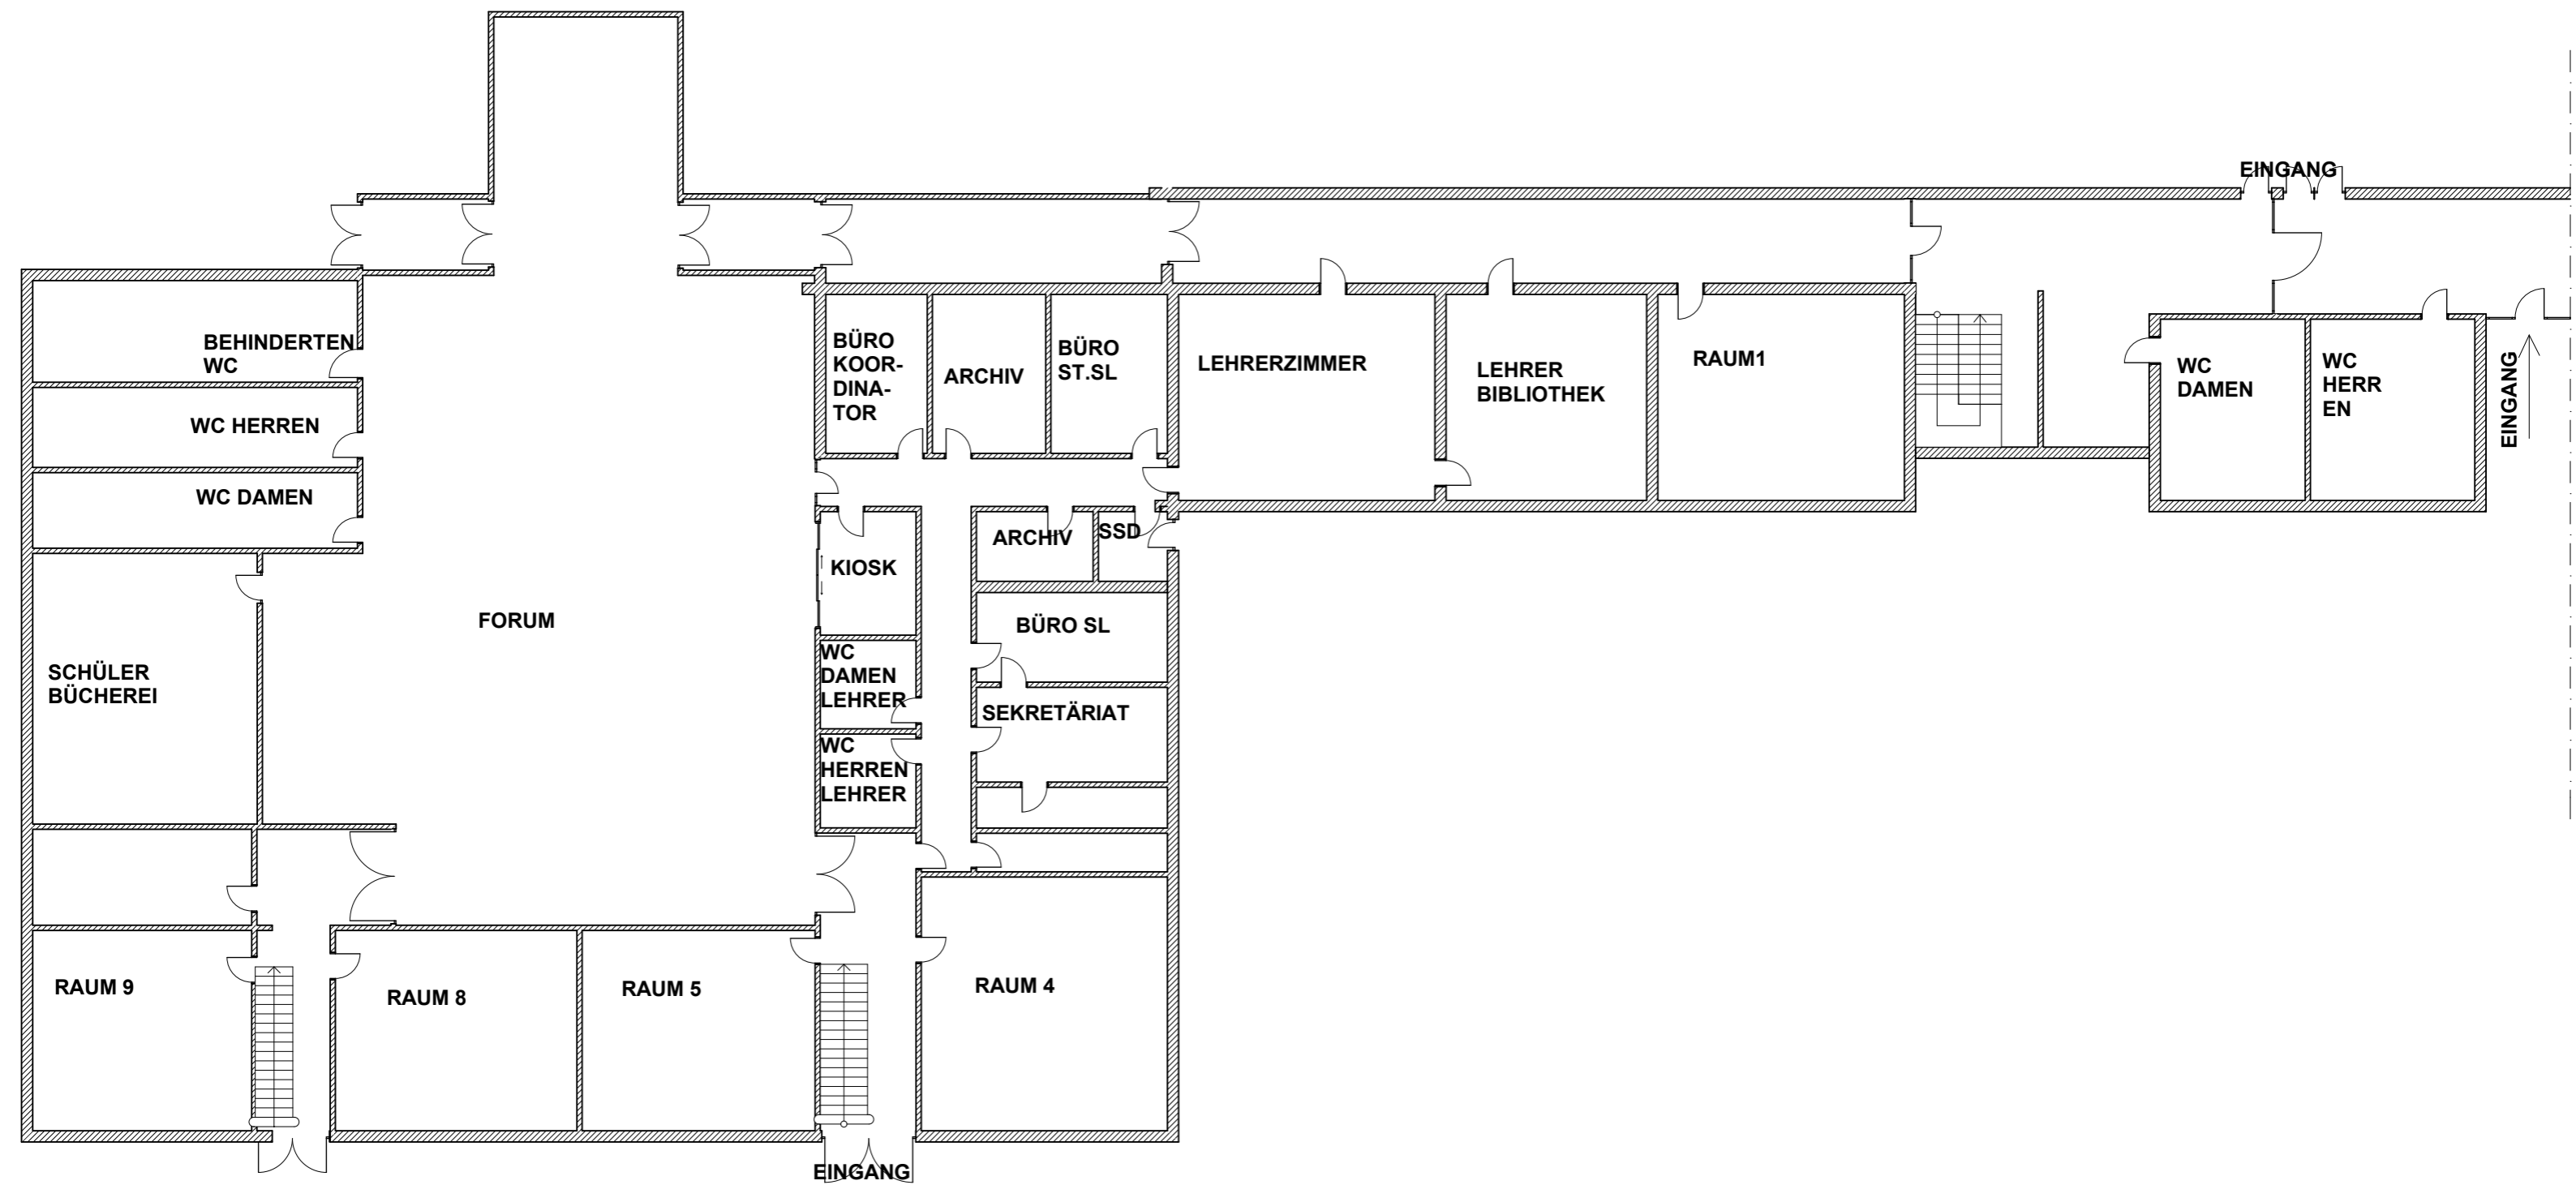 EINGANG
BEHINDERTEN
WC
WC HERREN
WC DAMEN
BÜRO
KOOR-
DINA-
TOR
ARCHIV
BÜRO
ST.SL
LEHRERZIMMER
LEHRER
BIBLIOTHEK
RAUM1
WC
DAMEN
WC
HERR
EN
EINGANG
ARCHIV
SSD
KIOSK
FORUM
BÜRO SL
SCHÜLER
BÜCHEREI
WC
DAMEN
LEHRER
SEKRETÄRIAT
WC
HERREN
LEHRER
RAUM 9
RAUM 8
RAUM 5
RAUM 4
EINGANG